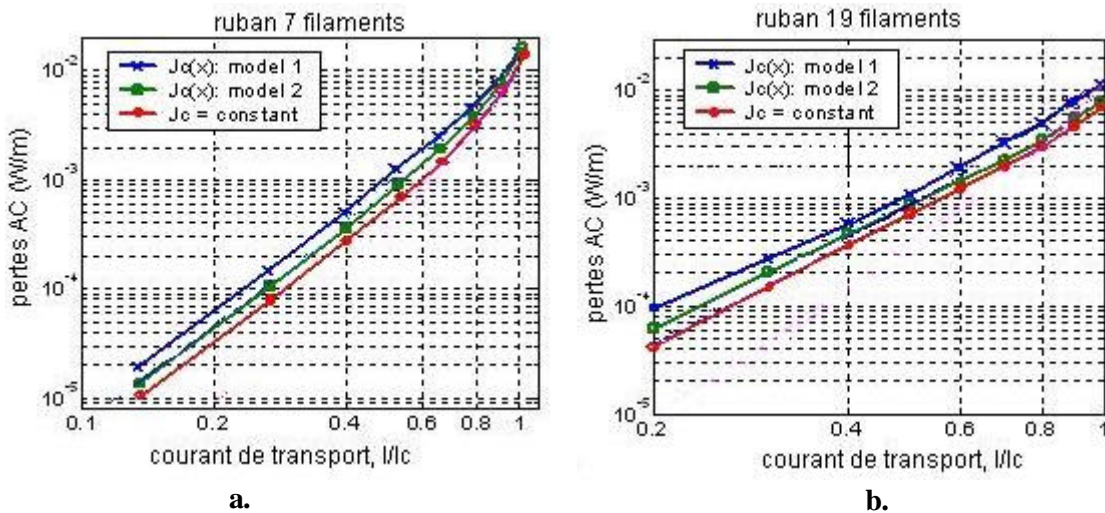 ruban 7 filaments
Jc(x): model 1
Jc(x): model 2
Jc = constant
pertes AC (W/m)
10-2
10-3
10-4
10-5
0.1
0.2
0.4
0.6
0.8
1.
courant de transport, I/Ic
a.
ruban 19 filaments
Jc(x): model 1
Jc(x): model 2
Jc = constant
pertes AC (W/m)
10-2
10-3
10-4
10-5
0.2
0.4
0.6
0.8
1
courant de transport, I/Ic
b.